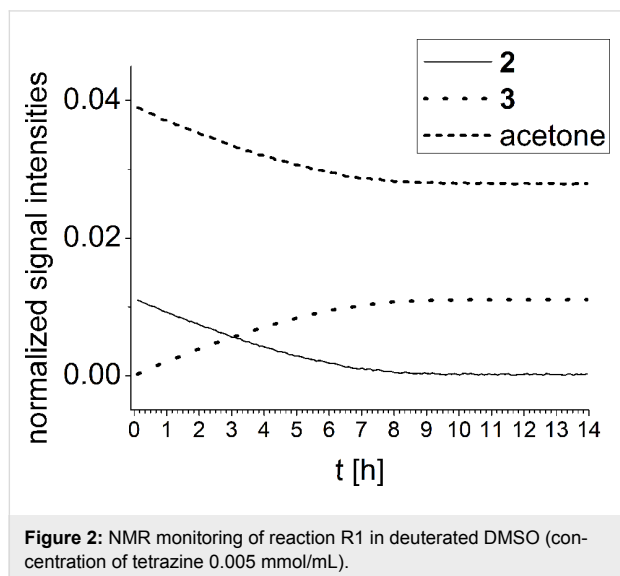 2
3
acetone
normalized signal intensities
0.04
0.02
0.00
0 1 2 3 4 5 6 7 8 9 10 11 12 13 14
t [h]
Figure 2: NMR monitoring of reaction R1 in deuterated DMSO (con-
centration of tetrazine 0.005 mmol/mL).